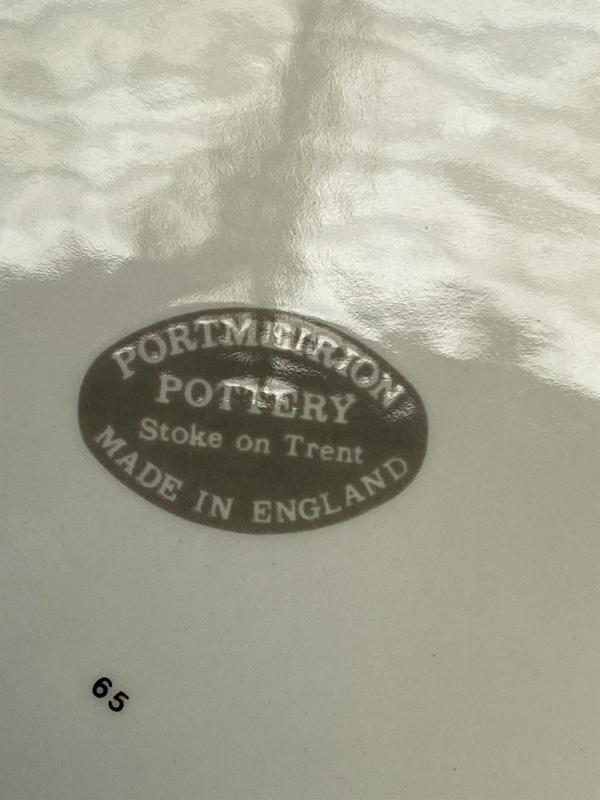 PORTMEIRION
POTTERY
Stoke on Trent
MADE IN ENGLAND
65